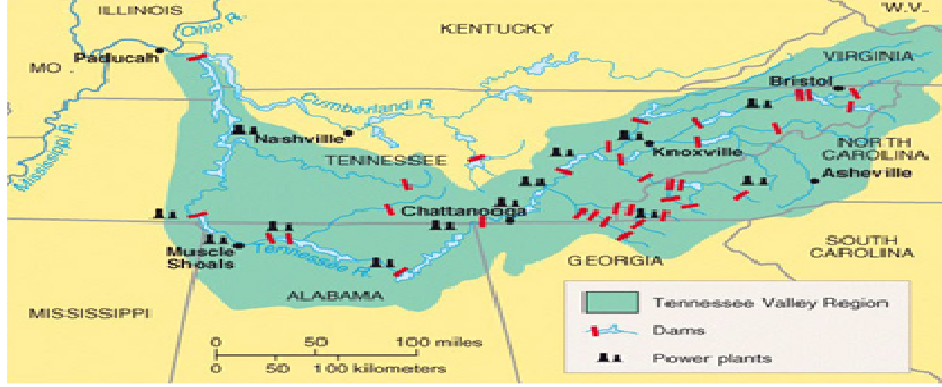 ILLINOIS
W.V.
Ohio R.
KENTUCKY
Paducah
VIRGINIA
MO.
Bristol
Cumberland R.
Mississippi R.
Nashville
NORTH
CAROLINA
TENNESSEE
Knoxville
Asheville
Chattanooga
Muscle
Shoals
Tennessee R.
GEORGIA
SOUTH
CAROLINA
ALABAMA
MISSISSIPPI
Tennessee Valley Region
Dams
Power plants
0 50 100 miles
0 50 100 kilometers